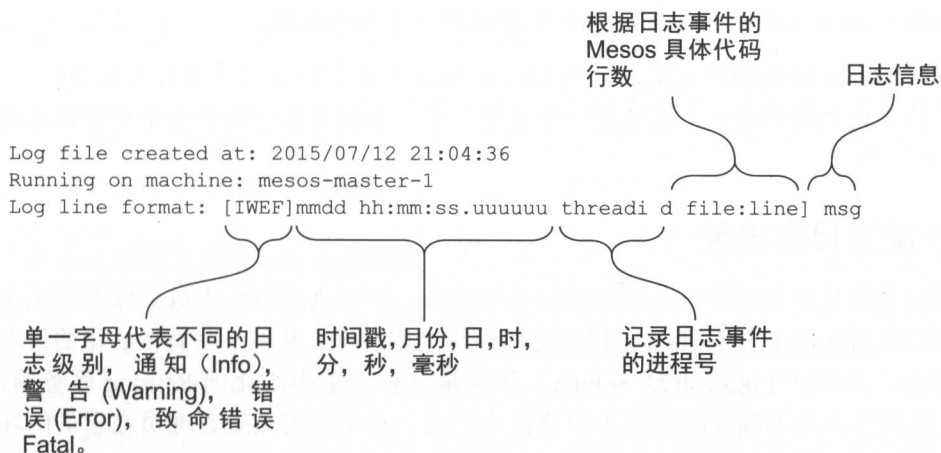 根据日志事件的
Mesos 具体代码
行数
日志信息
Log file created at: 2015/07/12 21:04:36
Running on machine: mesos-master-1
Log line format: [IWEF]mmdd hh:mm:ss.uuuuuu threadi d file:line] msg
单一字母代表不同的日
志级别，通知（Info），
警告 (Warning)，错
误 (Error)，致命错误
Fatal。
时间戳，月份，日，时，
分，秒，毫秒
记录日志事件
的进程号